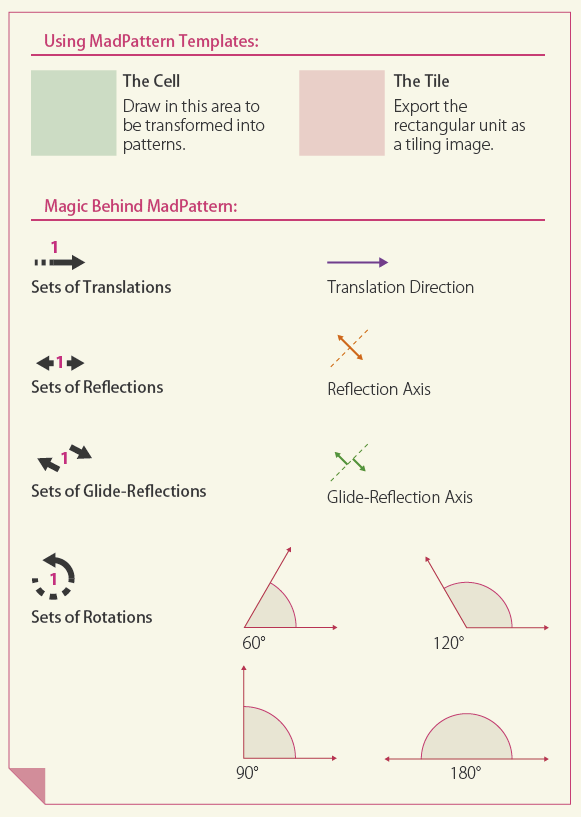 Using MadPattern Templates:
The Cell
Draw in this area to
be transformed into
patterns.
The Tile
Export the
rectangular unit as
a tiling image.
Magic Behind MadPattern:
1
Sets of Translations
Translation Direction
1
Sets of Reflections
Reflection Axis
1
Sets of Glide-Reflections
Glide-Reflection Axis
1
Sets of Rotations
60°
120°
90°
180°